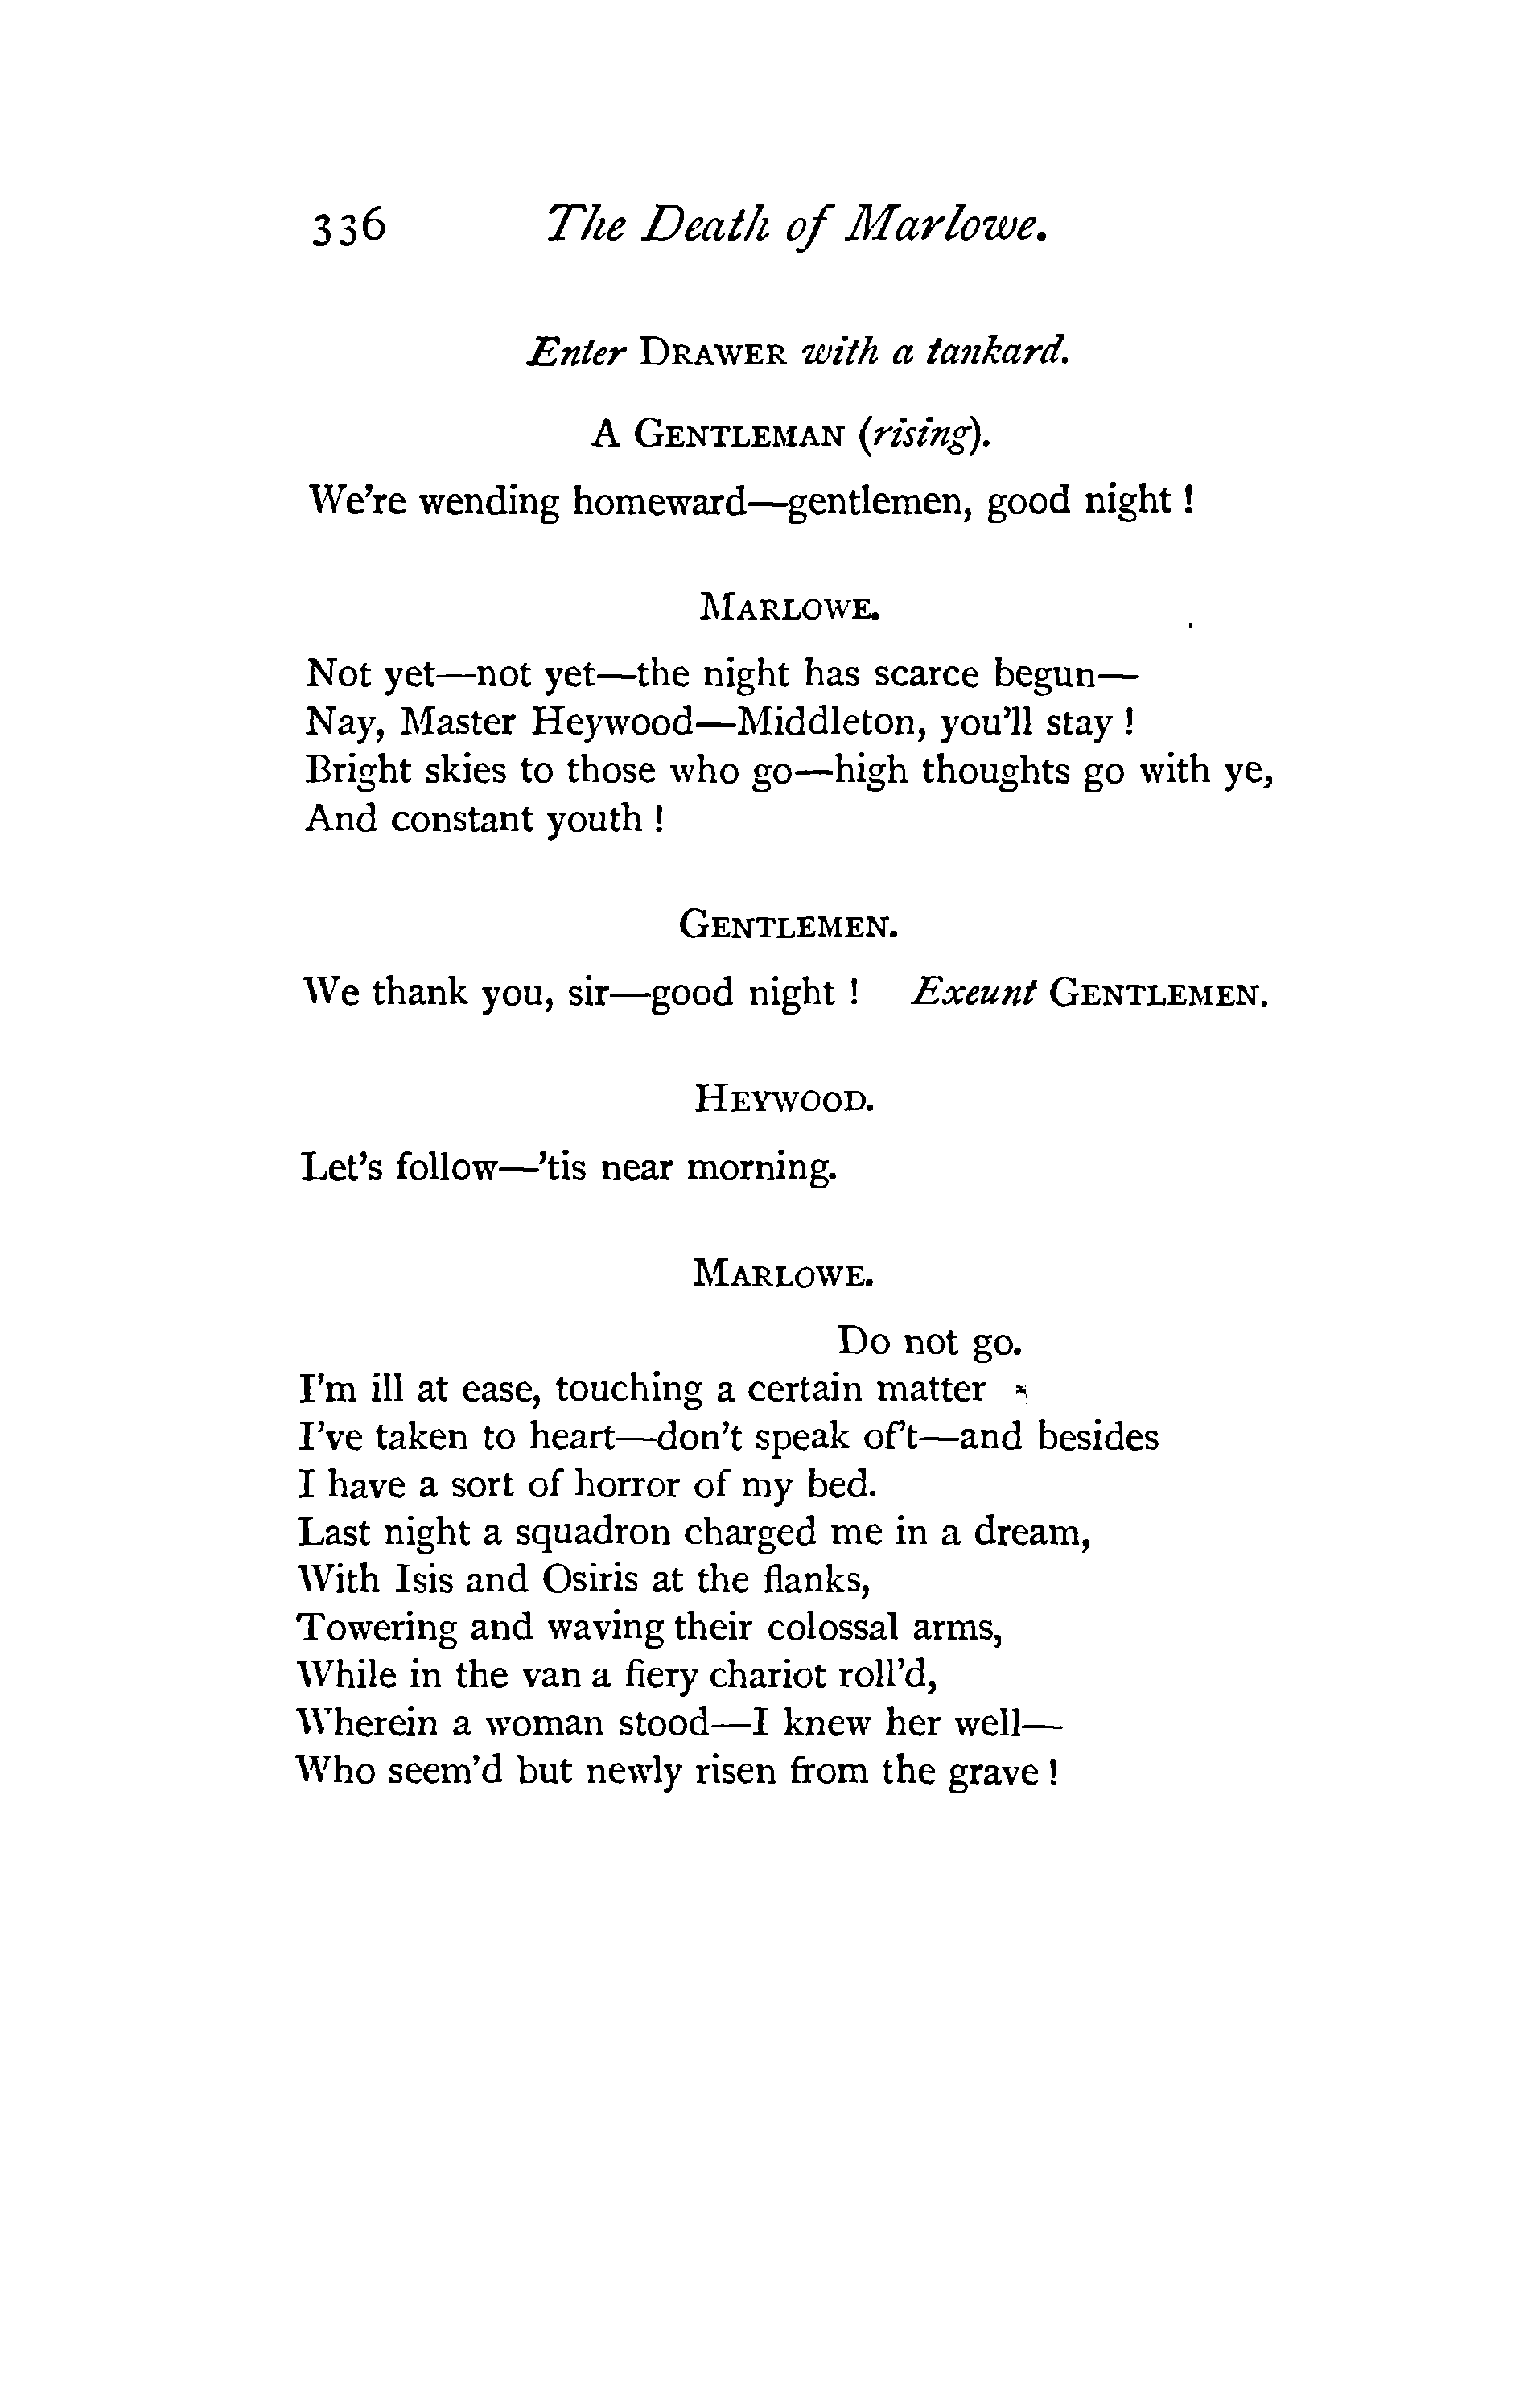 336 The Death of Marlowe.
Enter DRAWER with a tankard.
A GENTLEMAN (rising).
We're wending homeward—gentlemen, good night !
MARLOWE.
Not yet—not yet—the night has scarce begun—
Nay, Master Heywood—Middleton, you'll stay !
Bright skies to those who go—high thoughts go with ye,
And constant youth !
GENTLEMEN.
We thank you, sir—good night ! Exeunt GENTLEMEN.
HEYWOOD.
Let's follow—'tis near morning.
MARLOWE.
Do not go.
I'm ill at ease, touching a certain matter
I've taken to heart—don't speak of't—and besides
I have a sort of horror of my bed.
Last night a squadron charged me in a dream,
With Isis and Osiris at the flanks,
Towering and waving their colossal arms,
While in the van a fiery chariot roll'd,
Wherein a woman stood—I knew her well—
Who seem'd but newly risen from the grave !